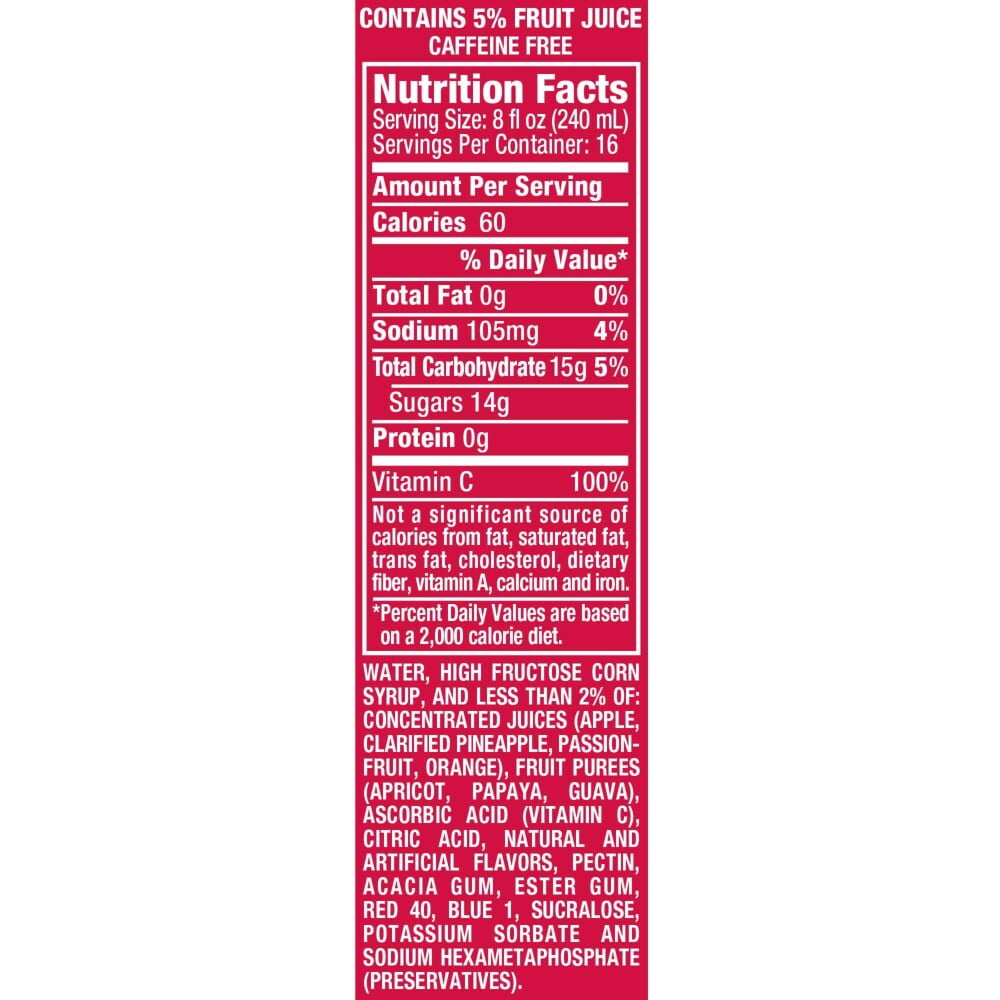 CONTAINS 5% FRUIT JUICE
CAFFEINE FREE
Nutrition Facts
Serving Size: 8 fl oz (240 mL)
Servings Per Container: 16
Amount Per Serving
Calories 60
% Daily Value*
Total Fat 0g 0%
Sodium 105mg 4%
Total Carbohydrate 15g 5%
Sugars 14g
Protein 0g
Vitamin C 100%
Not a significant source of
calories from fat, saturated fat,
trans fat, cholesterol, dietary
fiber, vitamin A, calcium and iron.
*Percent Daily Values are based
on a 2,000 calorie diet.
WATER, HIGH FRUCTOSE CORN
SYRUP, AND LESS THAN 2% OF:
CONCENTRATED JUICES (APPLE,
CLARIFIED PINEAPPLE, PASSION-
FRUIT, ORANGE), FRUIT PUREES
(APRICOT, PAPAYA, GUAVA),
ASCORBIC ACID (VITAMIN C),
CITRIC ACID, NATURAL AND
ARTIFICIAL FLAVORS, PECTIN,
ACACIA GUM, ESTER GUM,
RED 40, BLUE 1, SUCRALOSE,
POTASSIUM SORBATE AND
SODIUM HEXAMETAPHOSPHATE
(PRESERVATIVES).